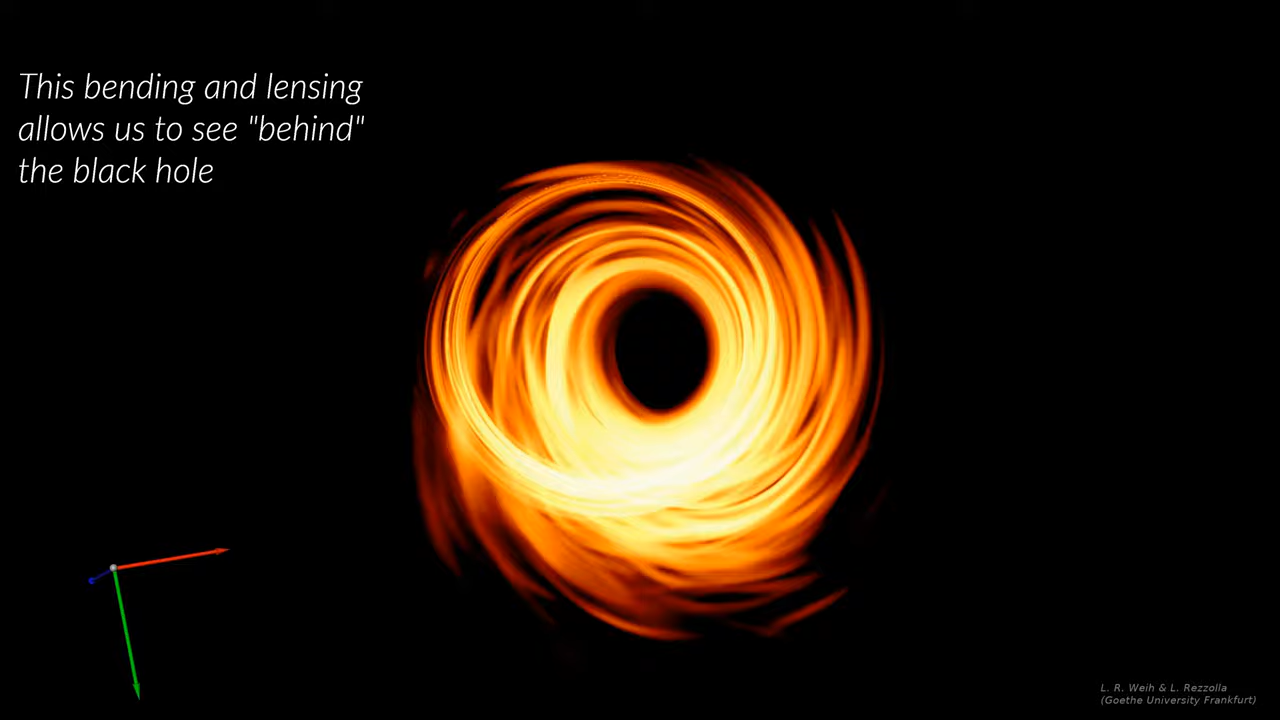 This bending and lensing
allows us to see "behind"
the black hole
L. R. Weih & L. Rezzolla
(Goethe University Frankfurt)